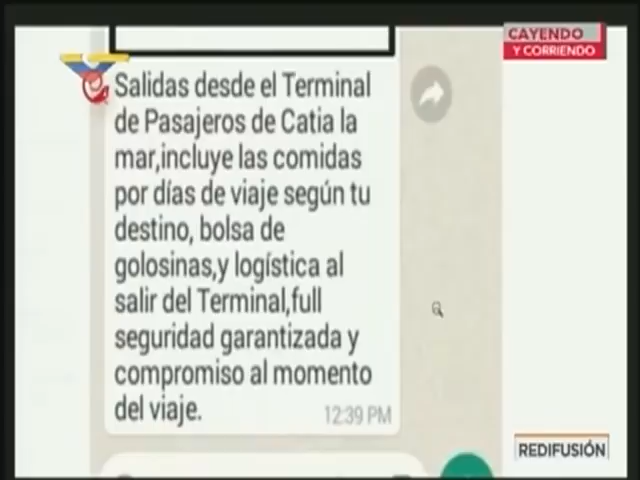 CAYENDO
Y CORRIENDO
Salidas desde el Terminal
de Pasajeros de Catia la
mar,incluye las comidas
por días de viaje según tu
destino, bolsa de
golosinas,y logística al
salir del Terminal,full
seguridad garantizada y
compromiso al momento
del viaje.
12:39 PM
REDIFUSIÓN